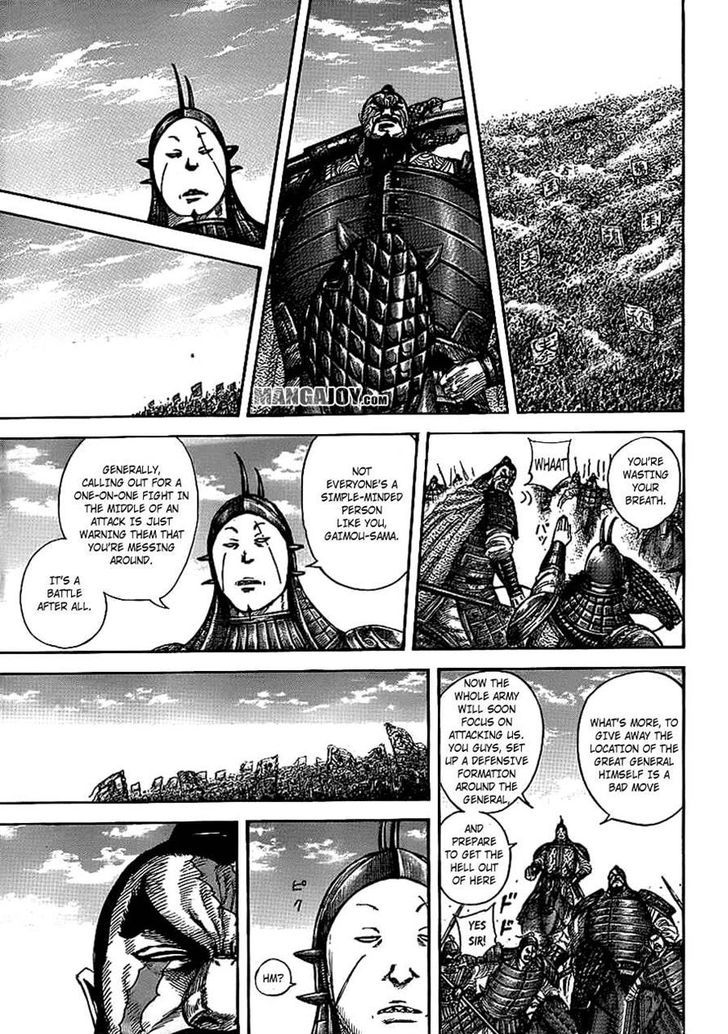 MANGAJOY.com
YOU'RE
WASTING
YOUR
BREATH.
WHAAT
NOT
EVERYONE'S A
SIMPLE-MINDED
PERSON
LIKE YOU,
GAIMOU-SAMA.
GENERALLY,
CALLING OUT FOR A
ONE-ON-ONE FIGHT IN
THE MIDDLE OF AN
ATTACK IS JUST
WARNING THEM THAT
YOU'RE MESSING
AROUND.
IT'S A
BATTLE
AFTER ALL.
WHAT'S MORE, TO
GIVE AWAY THE
LOCATION OF THE
GREAT GENERAL
HIMSELF IS A
BAD MOVE
NOW THE
WHOLE ARMY
WILL SOON
FOCUS ON
ATTACKING US.
YOU GUYS, SET
UP A DEFENSIVE
FORMATION
AROUND THE
GENERAL,
AND
PREPARE
TO GET THE
HELL OUT
OF HERE
YES
SIR!
ドド
ピク
HM?